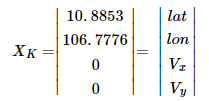 10.8853 lat
106.7776 lon
X_K = = 
0 V_x
0 V_y